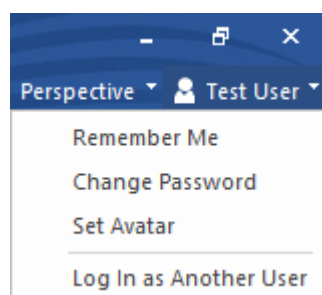 Perspective Test User
Remember Me
Change Password
Set Avatar
Log In as Another User